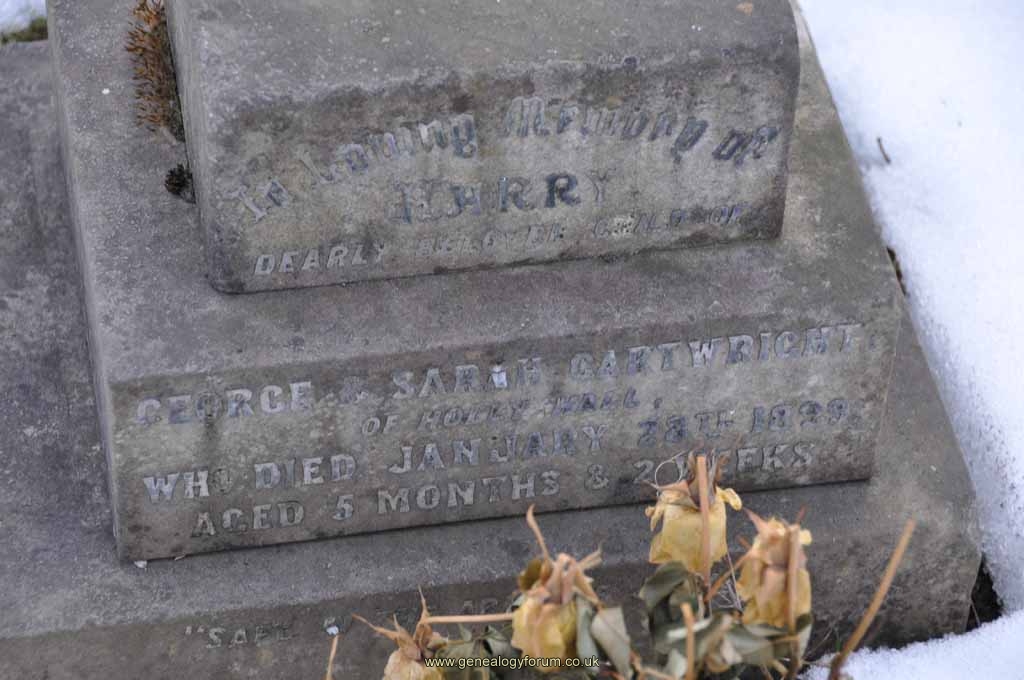 In Loving Memory of
HARRY
DEARLY BELOVED CHILD OF
GEORGE & SARAH CARTWRIGHT
OF HOLLY HALL,
WHO DIED JANUARY 28TH 1899,
AGED 5 MONTHS & 2 WEEKS
"SAFE
www.genealogyforum.co.uk